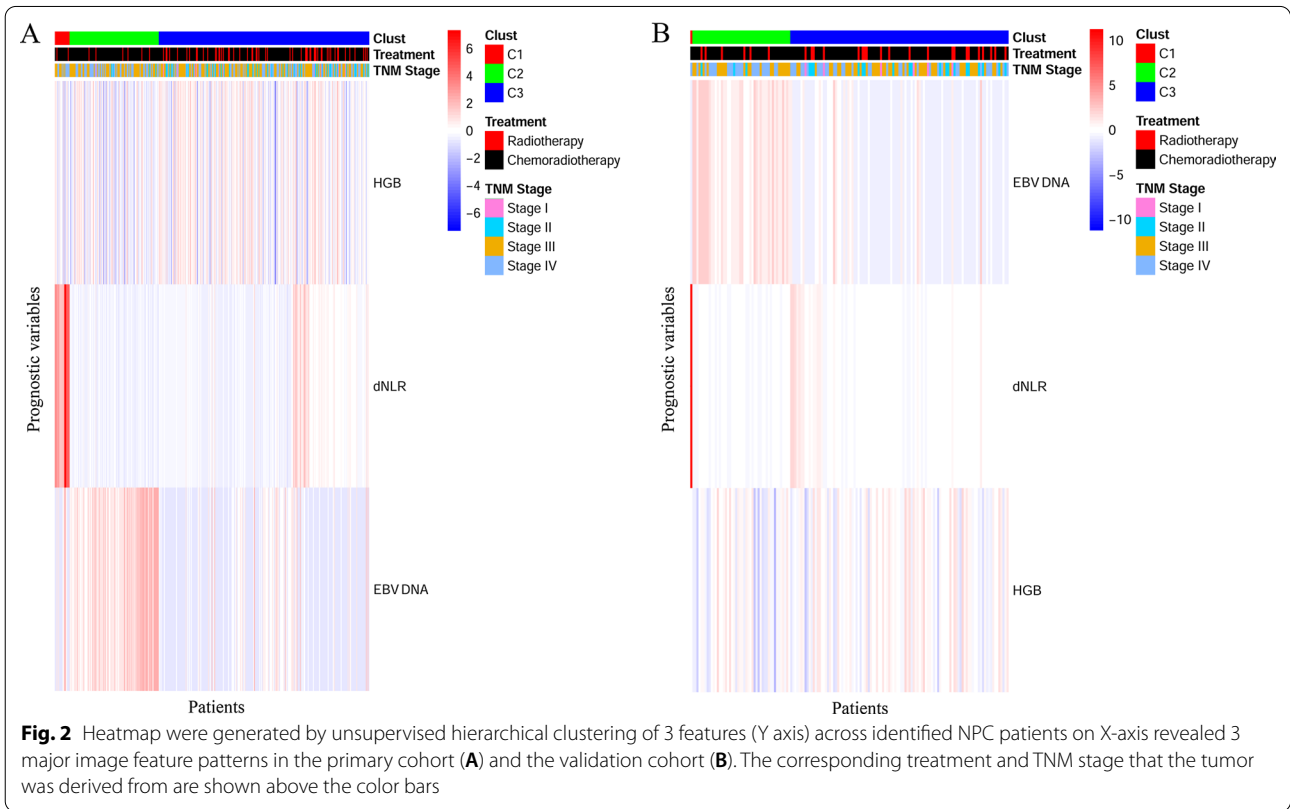 A
Clust
Treatment
TNM Stage
HGB
dNLR
EBV DNA
Prognostic variables
Patients
6
4
2
0
−2
−4
−6
Clust
C1
C2
C3
Treatment
Radiotherapy
Chemoradiotherapy
TNM Stage
Stage I
Stage II
Stage III
Stage IV
B
Clust
Treatment
TNM Stage
EBV DNA
dNLR
HGB
Prognostic variables
Patients
10
5
0
−5
−10
Clust
C1
C2
C3
Treatment
Radiotherapy
Chemoradiotherapy
TNM Stage
Stage I
Stage II
Stage III
Stage IV
Fig. 2 Heatmap were generated by unsupervised hierarchical clustering of 3 features (Y axis) across identified NPC patients on X-axis revealed 3
major image feature patterns in the primary cohort (A) and the validation cohort (B). The corresponding treatment and TNM stage that the tumor
was derived from are shown above the color bars